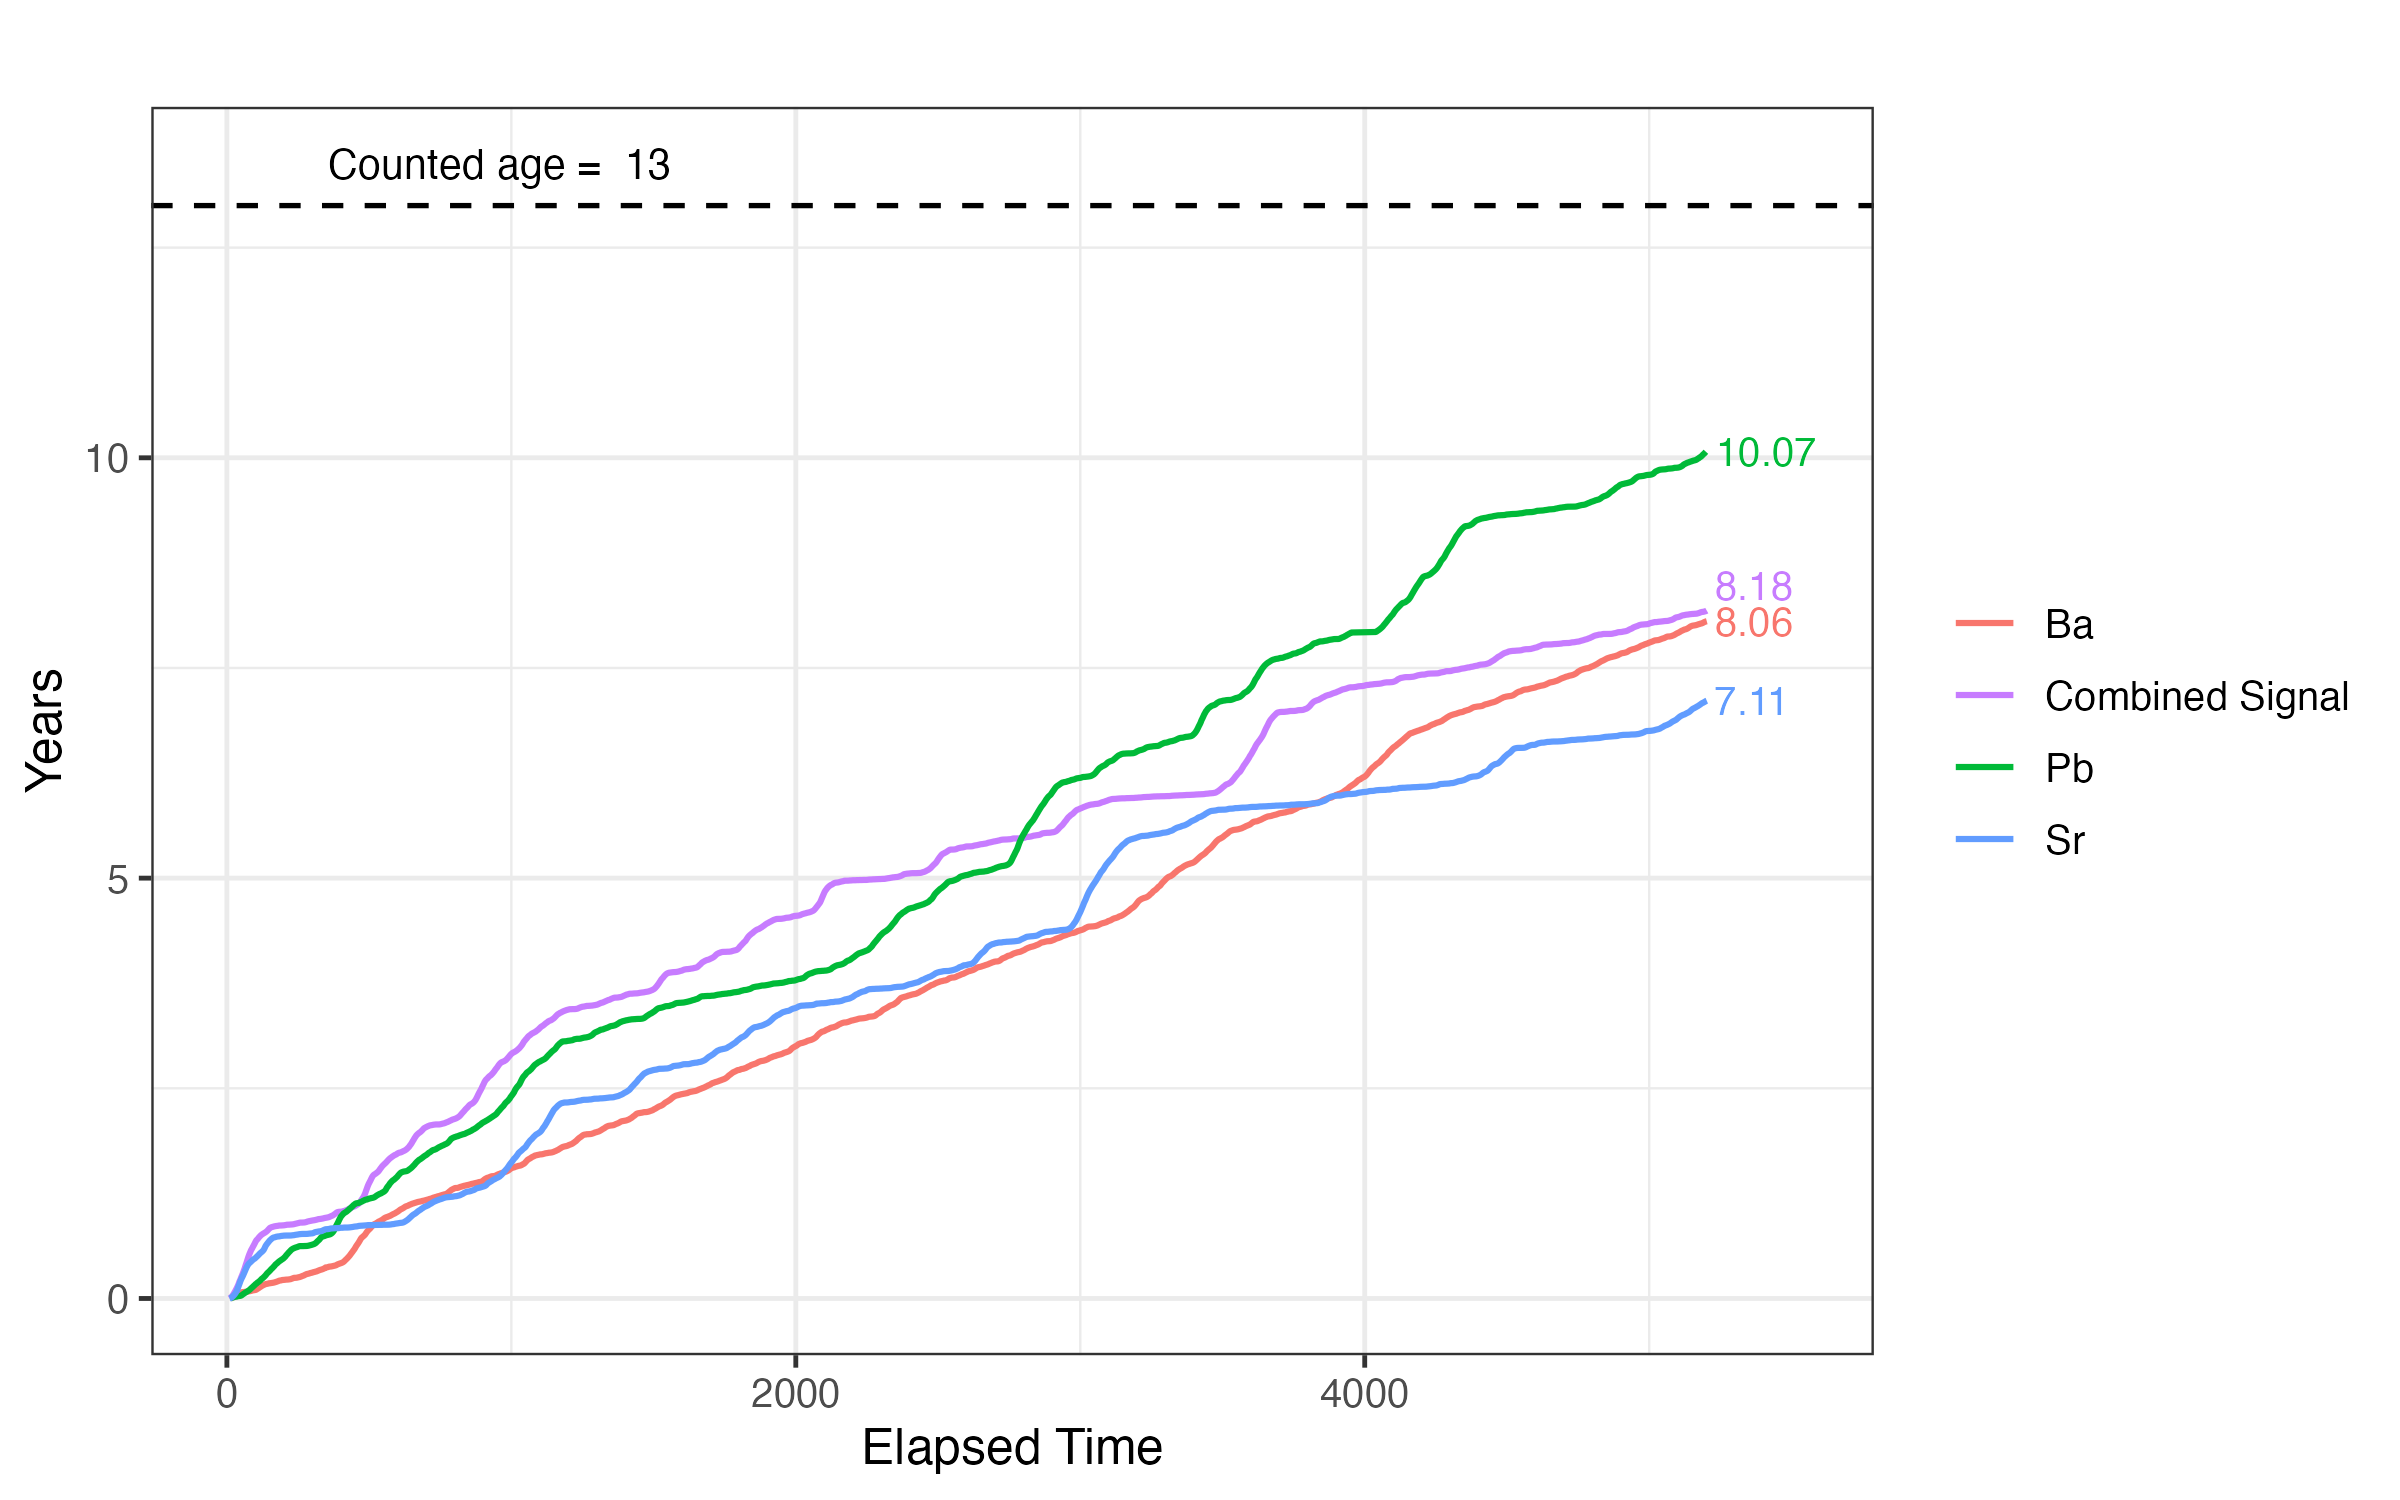 Counted age = 13
10.07
8.18
8.06
7.11
10
5
0
Years
0 2000 4000
Elapsed Time
Ba
Combined Signal
Pb
Sr